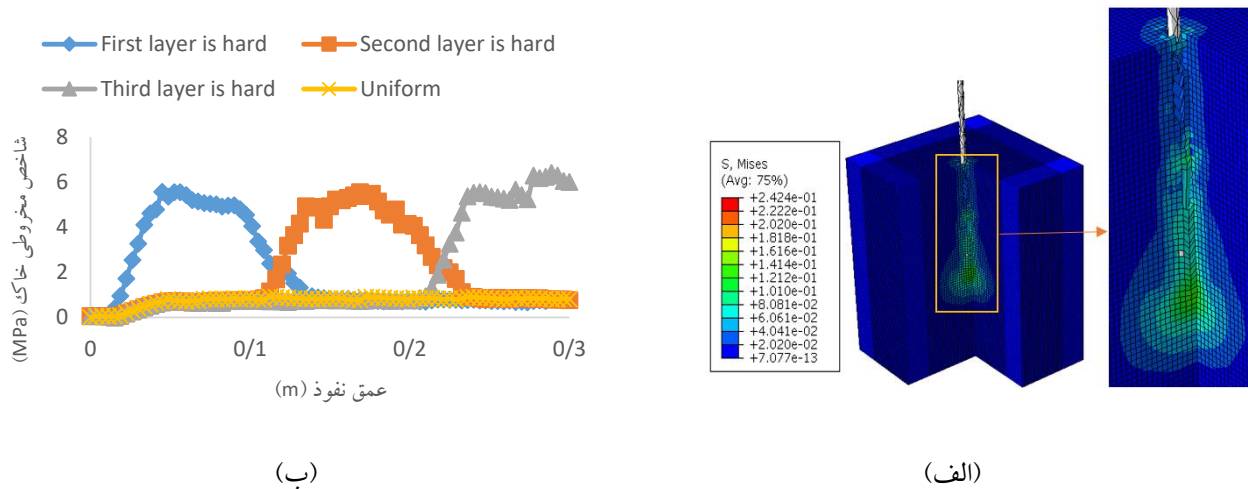 First layer is hard
Second layer is hard
Third layer is hard
Uniform
شاخص مخروطی خاک (MPa)
8
6
4
2
0
0
0/1
0/2
0/3
عمق نفوذ (m)
(ب)
S, Mises
(Avg: 75%)
+2.424e-01
+2.222e-01
+2.020e-01
+1.818e-01
+1.616e-01
+1.414e-01
+1.212e-01
+1.010e-01
+8.081e-02
+6.061e-02
+4.041e-02
+2.020e-02
+7.077e-13
(الف)